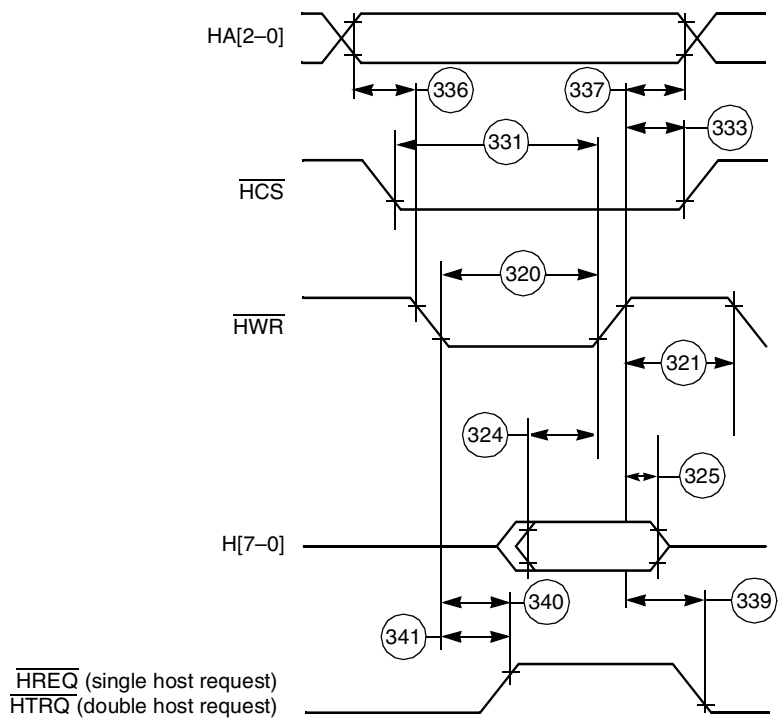 HA[2–0]
336
337
333
331
HCS
320
HWR
321
324
325
H[7–0]
340
339
341
HREQ (single host request)
HTRQ (double host request)